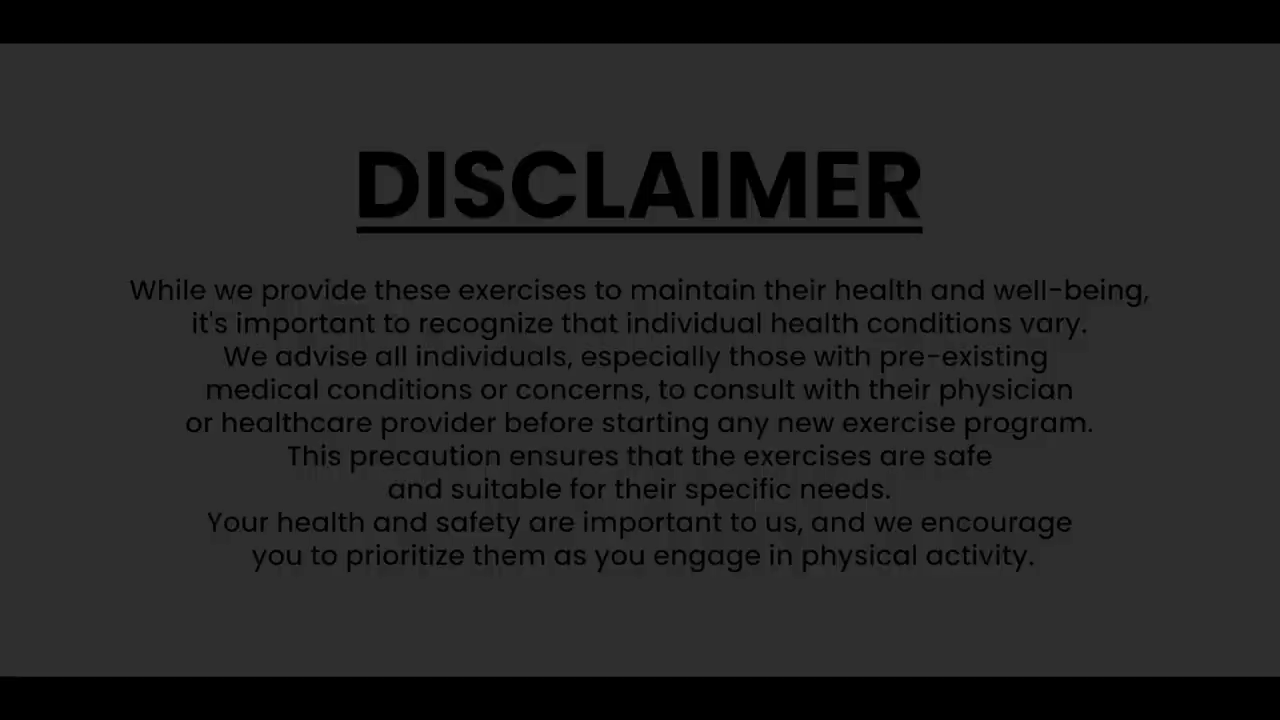 DISCLAIMER
While we provide these exercises to maintain their health and well-being,
it's important to recognize that individual health conditions vary.
We advise all individuals, especially those with pre-existing
medical conditions or concerns, to consult with their physician
or healthcare provider before starting any new exercise program.
This precaution ensures that the exercises are safe
and suitable for their specific needs.
Your health and safety are important to us, and we encourage
you to prioritize them as you engage in physical activity.